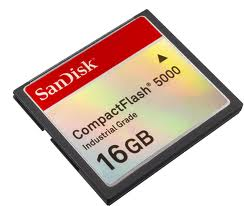 SanDisk
CompactFlash® 5000
Industrial Grade
16GB